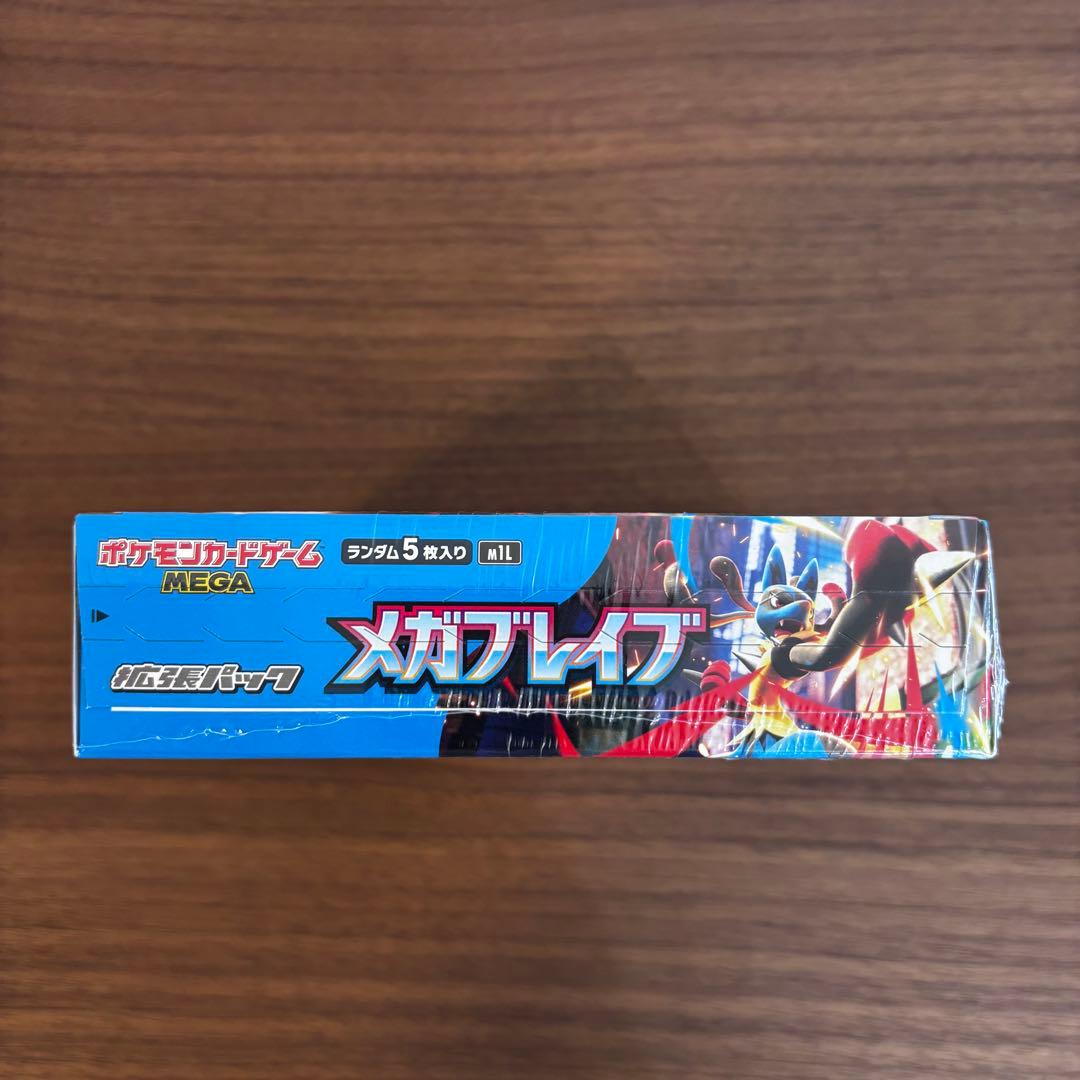 ポケモンカードゲーム
MEGA
ランダム5枚入り M1L
メガブレイブ
拡張パック